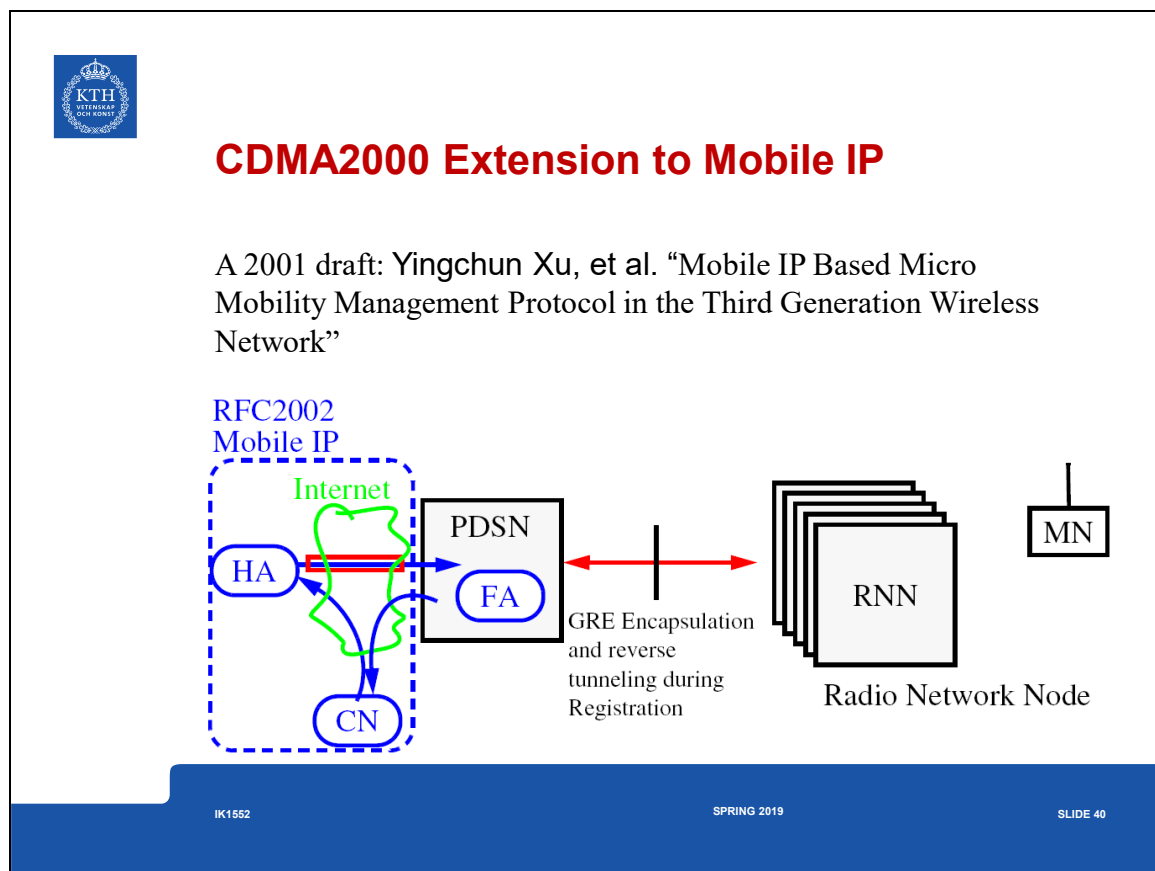 KTH
VETENSKAP
OCH KONST
CDMA2000 Extension to Mobile IP
A 2001 draft: Yingchun Xu, et al. “Mobile IP Based Micro
Mobility Management Protocol in the Third Generation Wireless
Network”
RFC2002
Mobile IP
Internet
HA
CN
PDSN
FA
GRE Encapsulation
and reverse
tunneling during
Registration
RNN
Radio Network Node
MN
IK1552
SPRING 2019
SLIDE 40